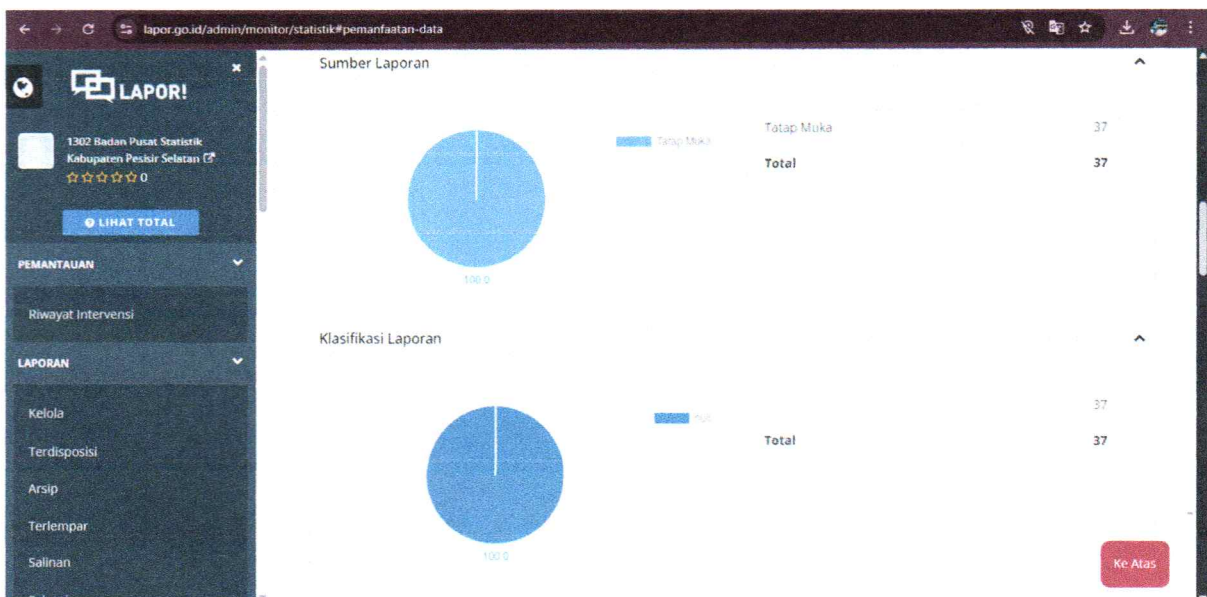 lapor.go.id/admin/monitor/statistik#pemanfaatan-data
LAPOR!
1302 Badan Pusat Statistik
Kabupaten Pesisir Selatan
0
LIHAT TOTAL
PEMANTAUAN
Riwayat Intervensi
LAPORAN
Kelola
Terdisposisi
Arsip
Terlempar
Salinan
Sumber Laporan
Tatap Muka
100.0
Tatap Muka 37
Total 37
Klasifikasi Laporan
100.0
37
Total 37
Ke Atas